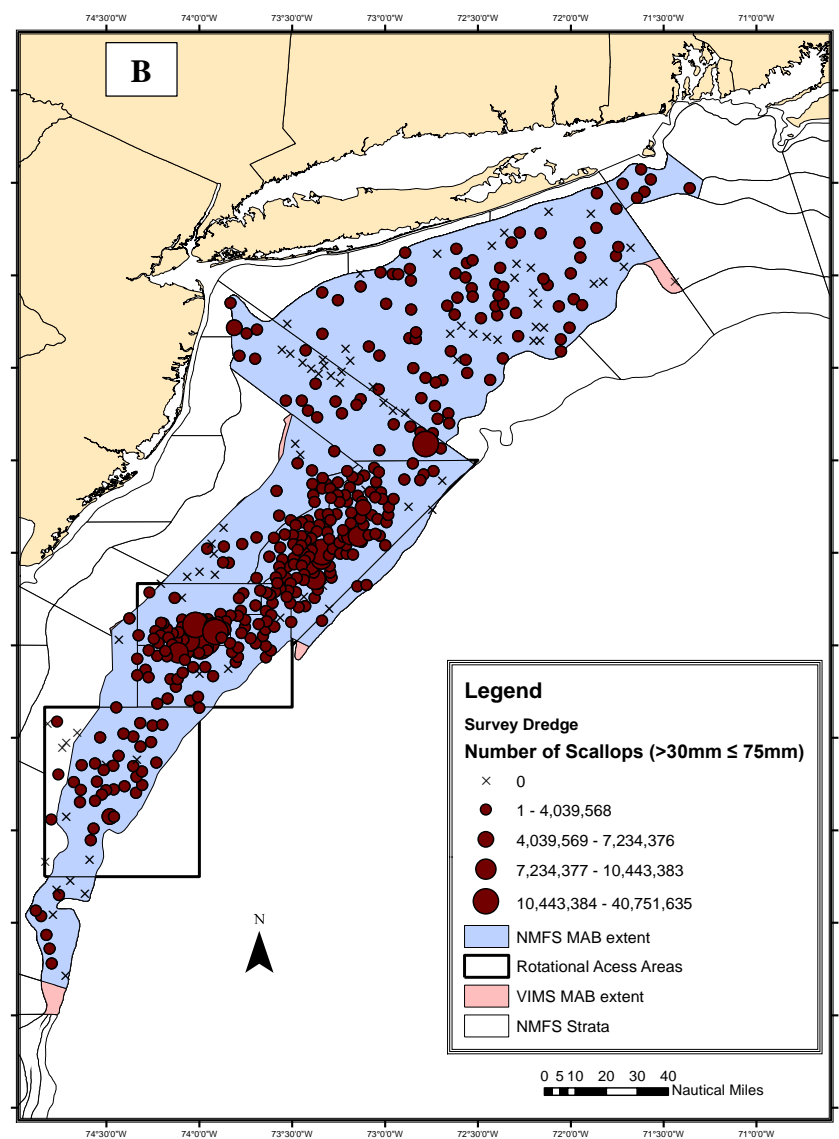 74°30'0"W 74°0'0"W 73°30'0"W 73°0'0"W 72°30'0"W 72°0'0"W 71°30'0"W 71°0'0"W
B
Legend
Survey Dredge
Number of Scallops (>30mm ≤ 75mm)
0
1 - 4,039,568
4,039,569 - 7,234,376
7,234,377 - 10,443,383
10,443,384 - 40,751,635
NMFS MAB extent
Rotational Acess Areas
VIMS MAB extent
NMFS Strata
N
0 5 10 20 30 40
Nautical Miles
74°30'0"W 74°0'0"W 73°30'0"W 73°0'0"W 72°30'0"W 72°0'0"W 71°30'0"W 71°0'0"W